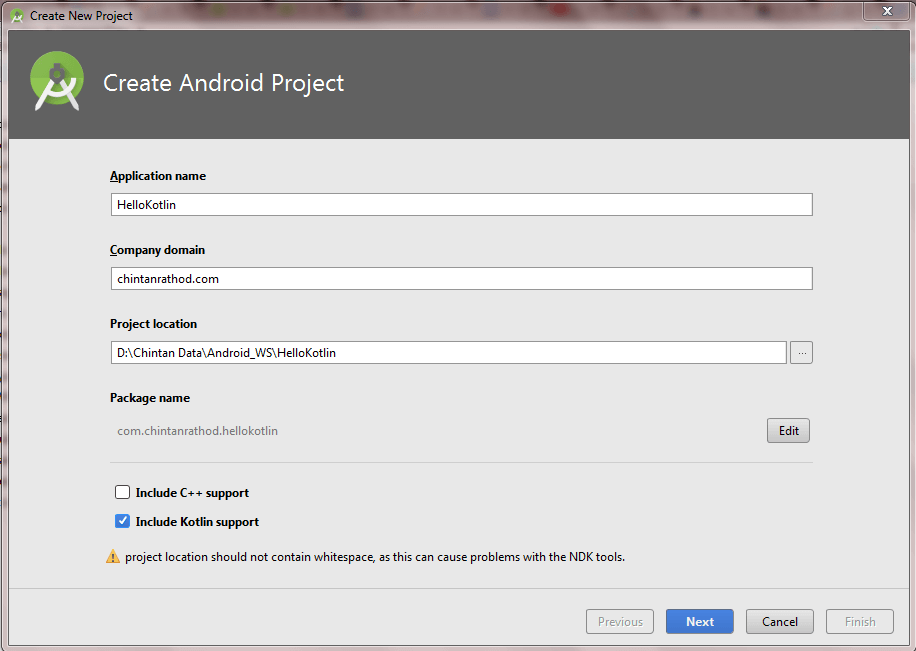 Create New Project
Create Android Project
Application name
HelloKotlin
Company domain
chintanrathod.com
Project location
D:\Chintan Data\Android_WS\HelloKotlin
...
Package name
com.chintanrathod.hellokotlin
Edit
Include C++ support
Include Kotlin support
project location should not contain whitespace, as this can cause problems with the NDK tools.
Previous Next Cancel Finish